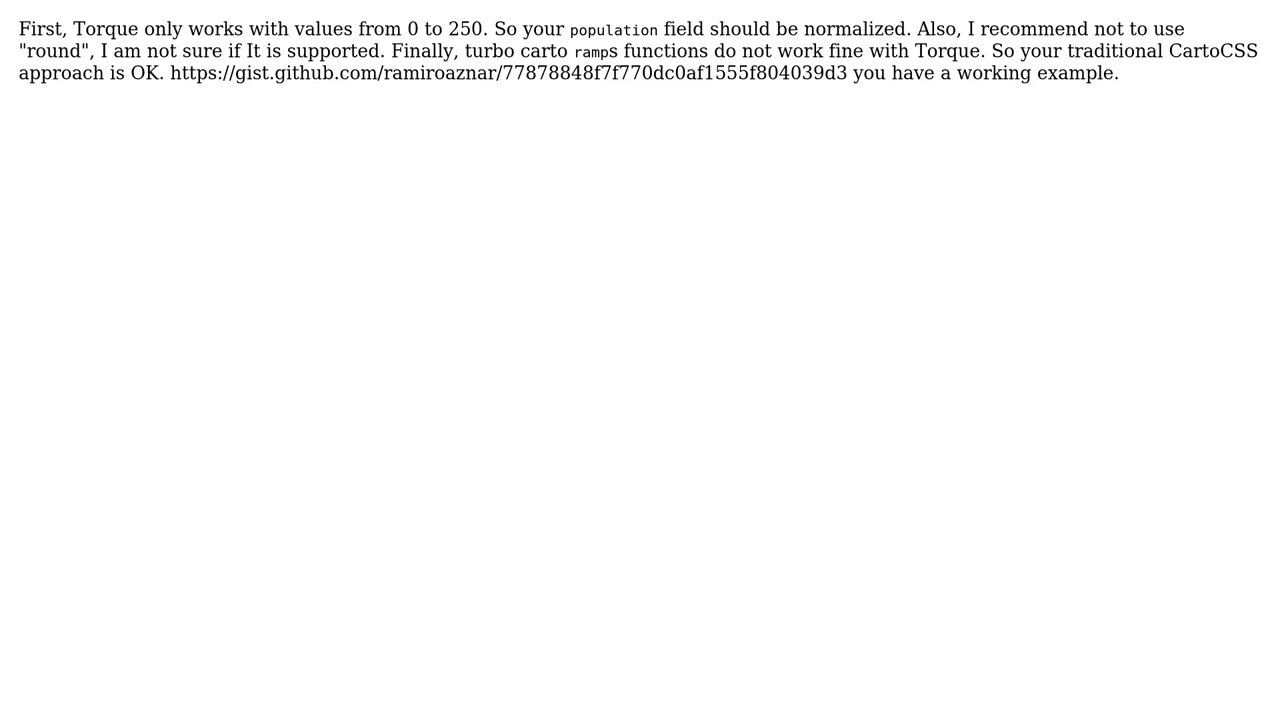 First, Torque only works with values from 0 to 250. So your population field should be normalized. Also, I recommend not to use
"round", I am not sure if It is supported. Finally, turbo carto ramps functions do not work fine with Torque. So your traditional CartoCSS
approach is OK. https://gist.github.com/ramiroaznar/77878848f7f770dc0af1555f804039d3 you have a working example.